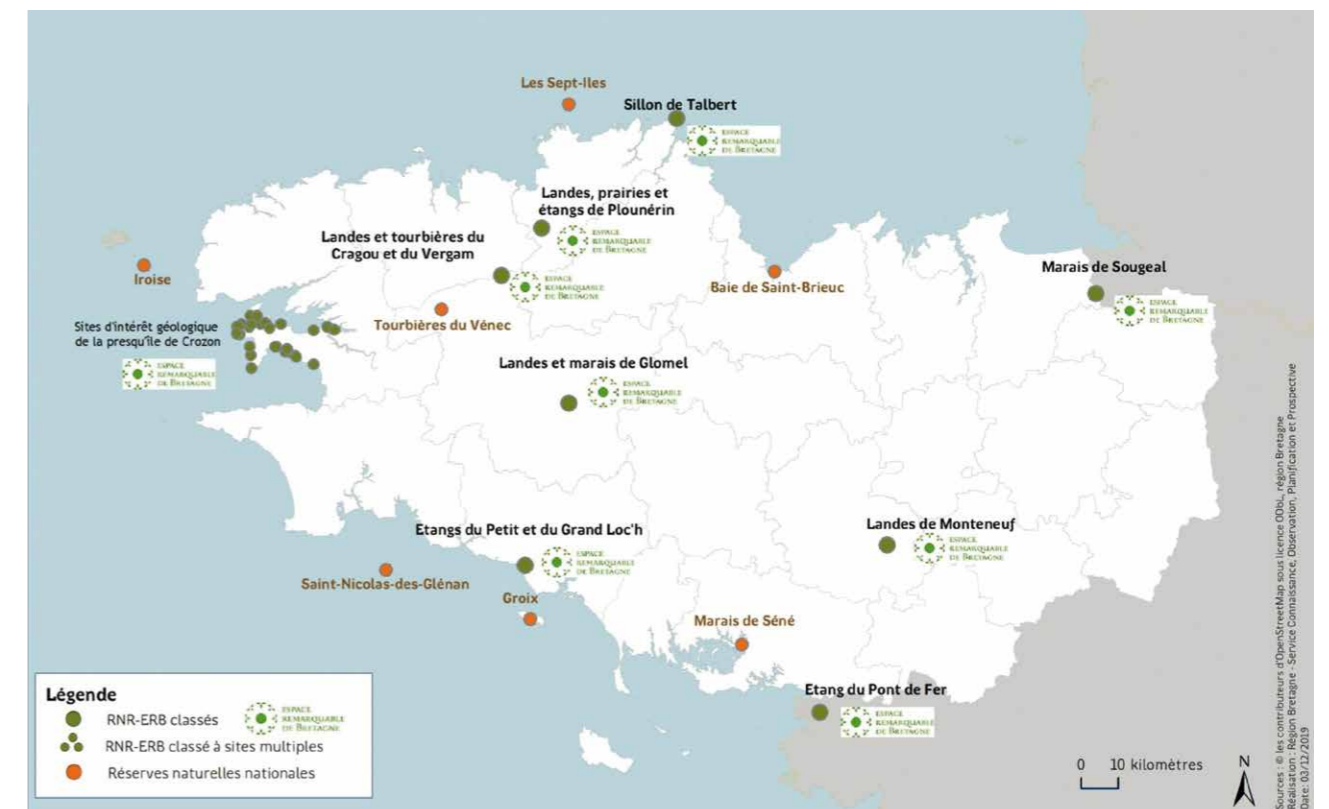 Les Sept-Iles
Sillon de Talbert
ESPACE
REMARQUABLE
DE BRETAGNE
Landes, prairies et
étangs de Plounérin
ESPACE
REMARQUABLE
DE BRETAGNE
Landes et tourbières du
Cragou et du Vergam
ESPACE
REMARQUABLE
DE BRETAGNE
Iroise
Baie de Saint-Brieuc
Marais de Sougeal
ESPACE
REMARQUABLE
DE BRETAGNE
Tourbières du Vénec
Sites d'intérêt géologique
de la presqu'île de Crozon
ESPACE
REMARQUABLE
DE BRETAGNE
Landes et marais de Glomel
ESPACE
REMARQUABLE
DE BRETAGNE
Etangs du Petit et du Grand Loc'h
ESPACE
REMARQUABLE
DE BRETAGNE
Landes de Monteneuf
ESPACE
REMARQUABLE
DE BRETAGNE
Saint-Nicolas-des-Glénan
Groix
Marais de Séné
Etang du Pont de Fer
ESPACE
REMARQUABLE
DE BRETAGNE
Légende
RNR-ERB classés
ESPACE
REMARQUABLE
DE BRETAGNE
RNR-ERB classé à sites multiples
Réserves naturelles nationales
0 10 kilomètres
N
Sources : © les contributeurs d'OpenStreetMap sous licence ODbL, région Bretagne
Réalisation : Région Bretagne - Service Connaissance, Observation, Planification et Prospective
Date: 03/12/2019